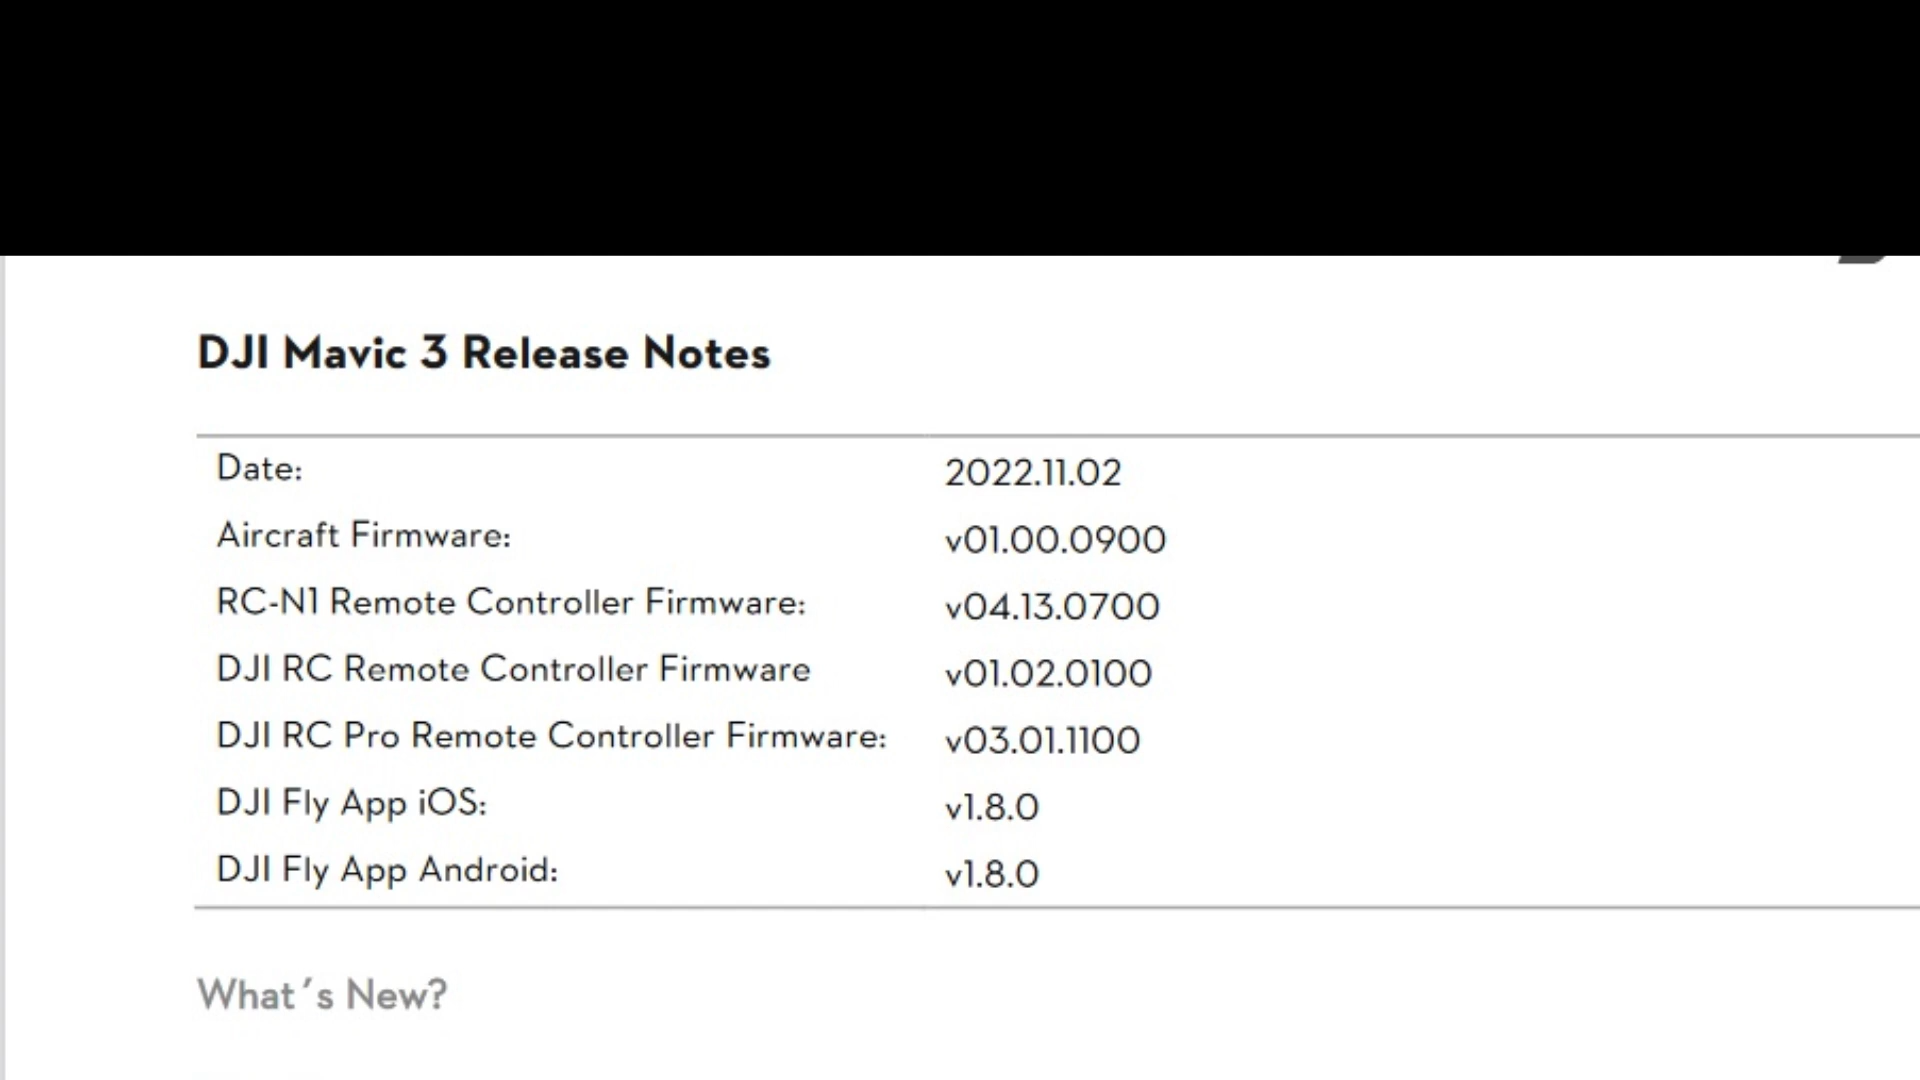 DJI Mavic 3 Release Notes
Date: 2022.11.02
Aircraft Firmware: v01.00.0900
RC-N1 Remote Controller Firmware: v04.13.0700
DJI RC Remote Controller Firmware v01.02.0100
DJI RC Pro Remote Controller Firmware: v03.01.1100
DJI Fly App iOS: v1.8.0
DJI Fly App Android: v1.8.0
What´s New?